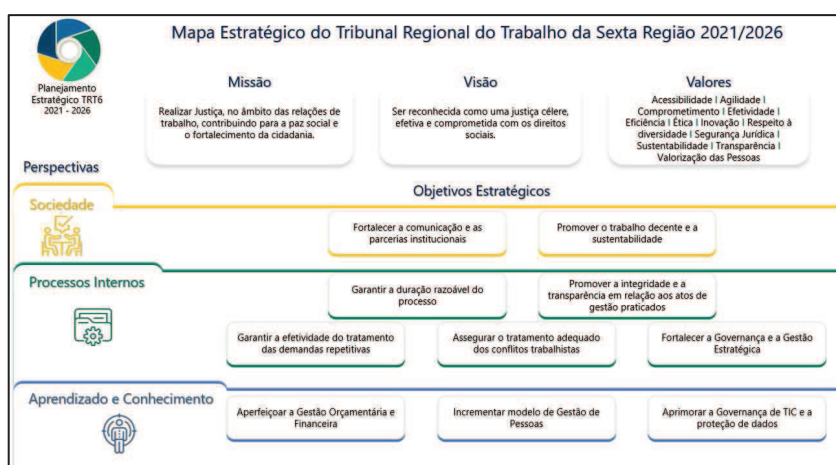 Mapa Estratégico do Tribunal Regional do Trabalho da Sexta Região 2021/2026
Planejamento
Estratégico TRT6
2021 - 2026
Missão
Realizar Justiça, no âmbito das relações de
trabalho, contribuindo para a paz social e
o fortalecimento da cidadania.
Visão
Ser reconhecida como uma justiça célere,
efetiva e comprometida com os direitos
sociais.
Valores
Acessibilidade I Agilidade I
Comprometimento I Efetividade I
Eficiência I Ética I Inovação I Respeito à
diversidade I Segurança Jurídica I
Sustentabilidade I Transparência I
Valorização das Pessoas
Perspectivas
Objetivos Estratégicos
Sociedade
Fortalecer a comunicação e as
parcerias institucionais
Promover o trabalho decente e a
sustentabilidade
Processos Internos
Garantir a duração razoável do
processo
Promover a integridade e a
transparência em relação aos atos de
gestão praticados
Garantir a efetividade do tratamento
das demandas repetitivas
Assegurar o tratamento adequado
dos conflitos trabalhistas
Fortalecer a Governança e a Gestão
Estratégica
Aprendizado e Conhecimento
Aperfeiçoar a Gestão Orçamentária e
Financeira
Incrementar modelo de Gestão de
Pessoas
Aprimorar a Governança de TIC e a
proteção de dados